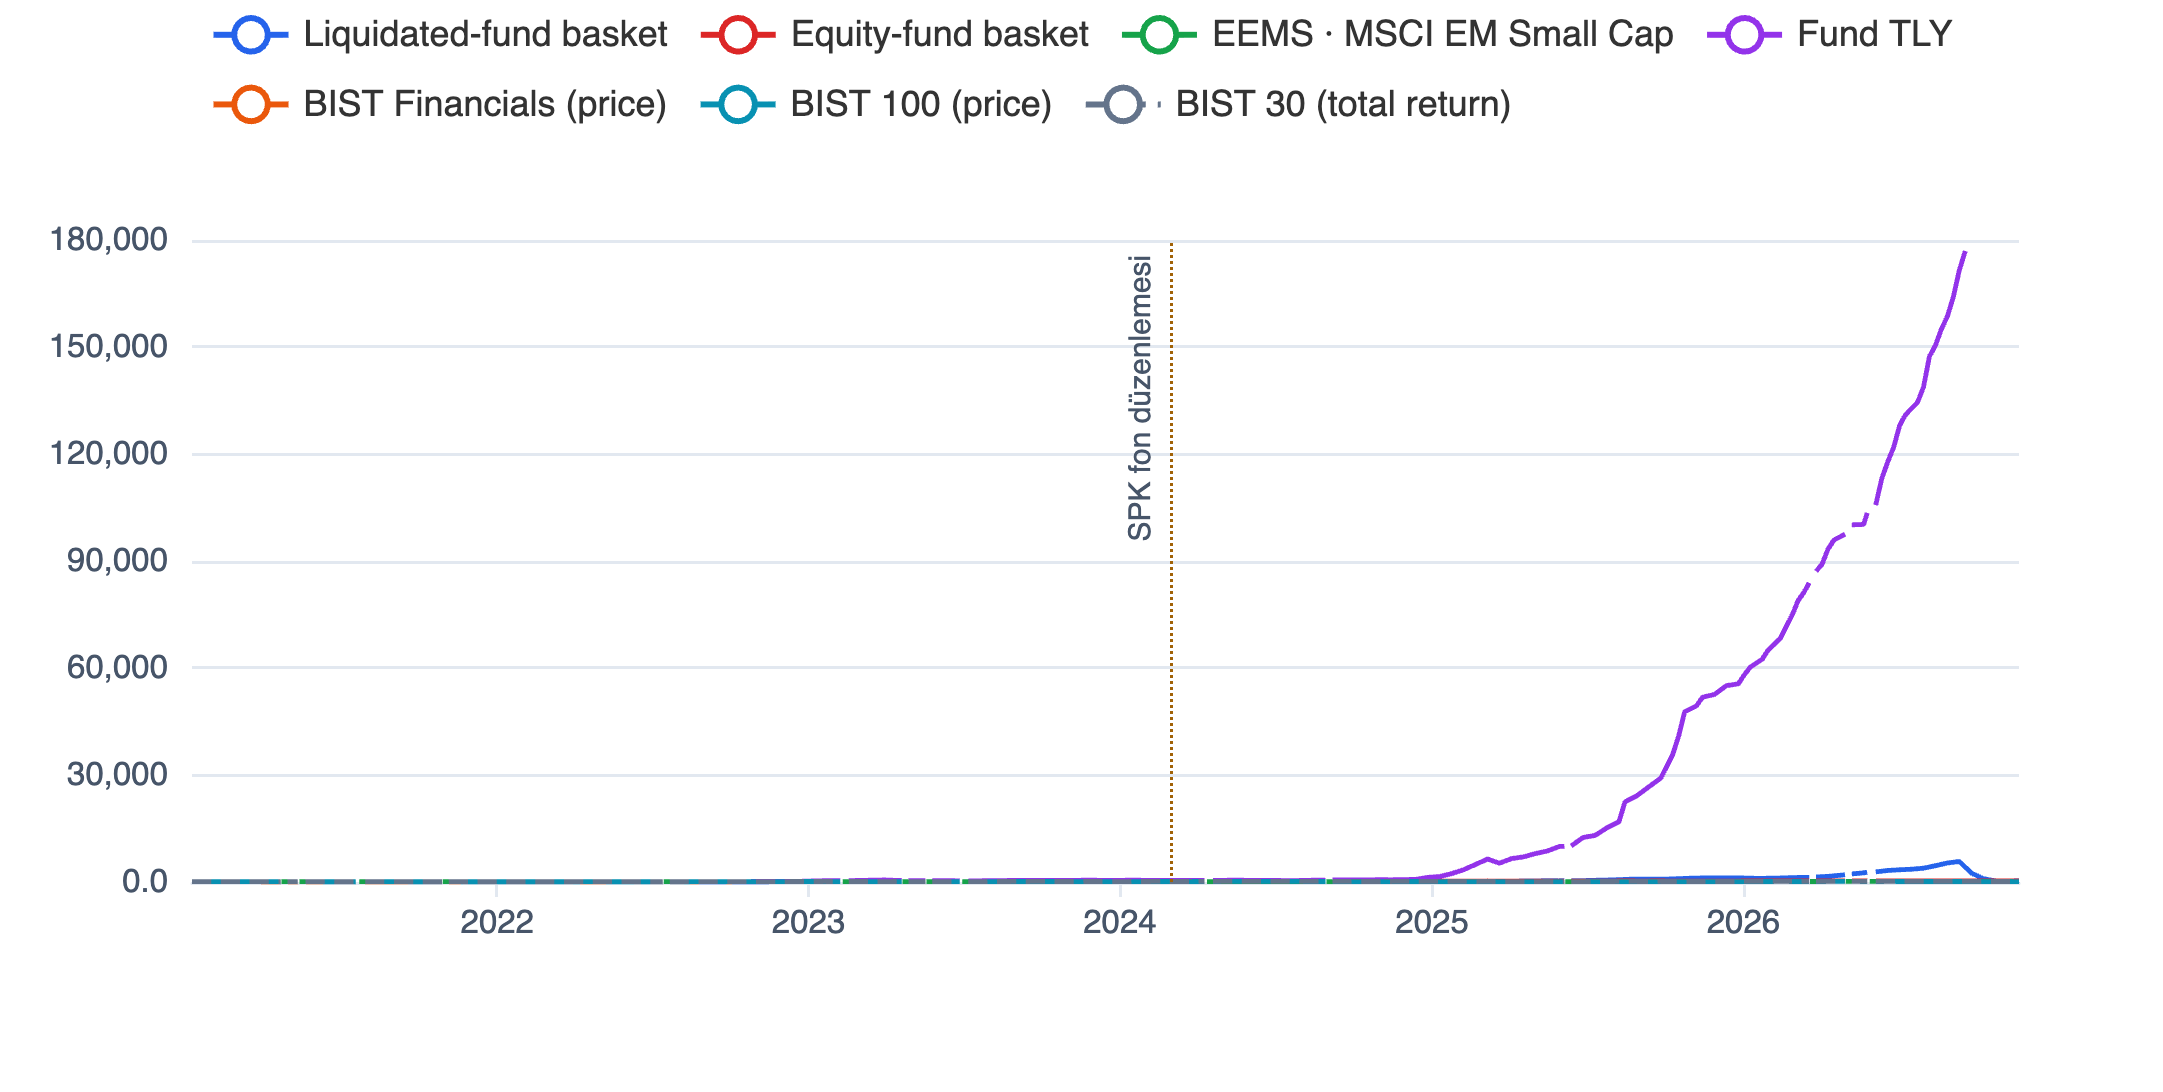 Liquidated-fund basket Equity-fund basket EEMS · MSCI EM Small Cap Fund TLY
BIST Financials (price) BIST 100 (price) BIST 30 (total return)
180,000
150,000
120,000
90,000
60,000
30,000
0.0
SPK fon düzenlemesi
2022 2023 2024 2025 2026